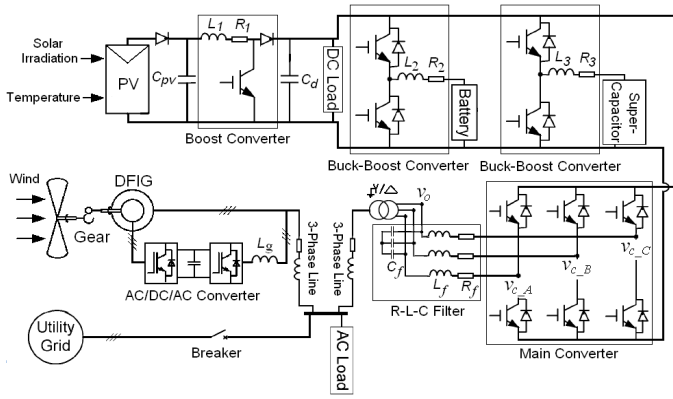 Solar
Irradiation
Temperature
PV
C_pv
L_1
R_1
C_d
DC Load
Boost Converter
L_2
R_2
Battery
Buck-Boost Converter
L_3
R_3
Super-
Capacitor
Buck-Boost Converter
Wind
DFIG
Gear
L_g
AC/DC/AC Converter
3-Phase Line
3-Phase Line
Y/△
v_o
C_f
L_f
R_f
R-L-C Filter
v_c_A
v_c_B
v_c_C
Main Converter
Utility
Grid
Breaker
AC Load